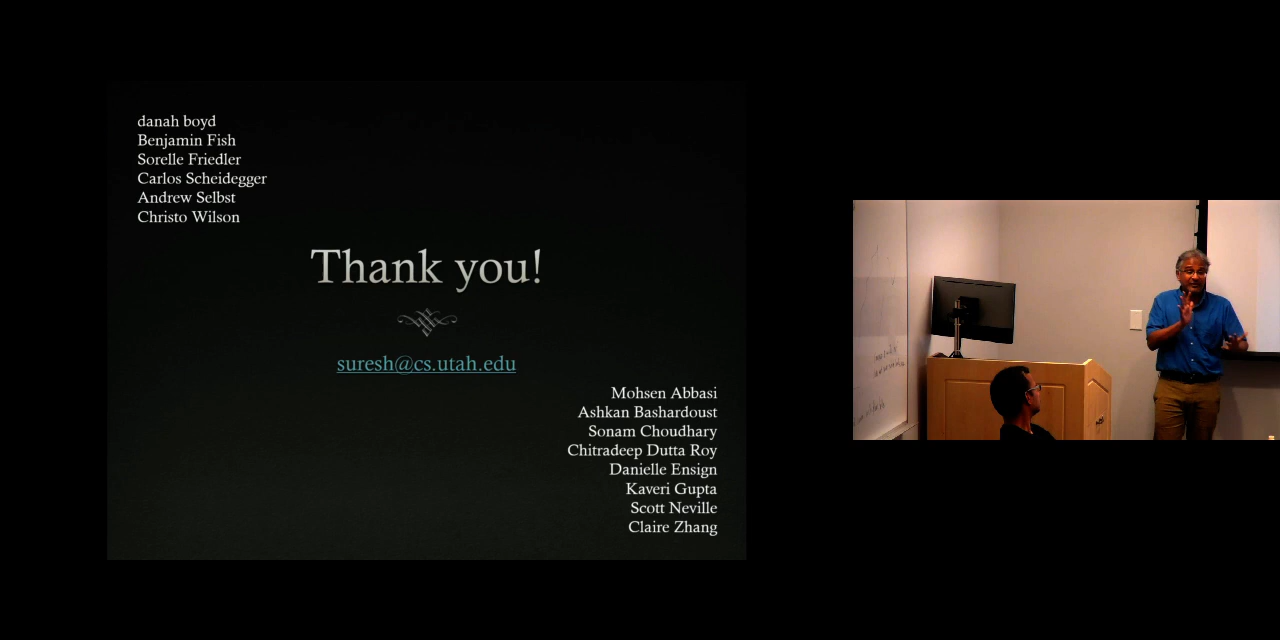 danah boyd
Benjamin Fish
Sorelle Friedler
Carlos Scheidegger
Andrew Selbst
Christo Wilson
Thank you!
suresh@cs.utah.edu
Mohsen Abbasi
Ashkan Bashardoust
Sonam Choudhary
Chitradeep Dutta Roy
Danielle Ensign
Kaveri Gupta
Scott Neville
Claire Zhang